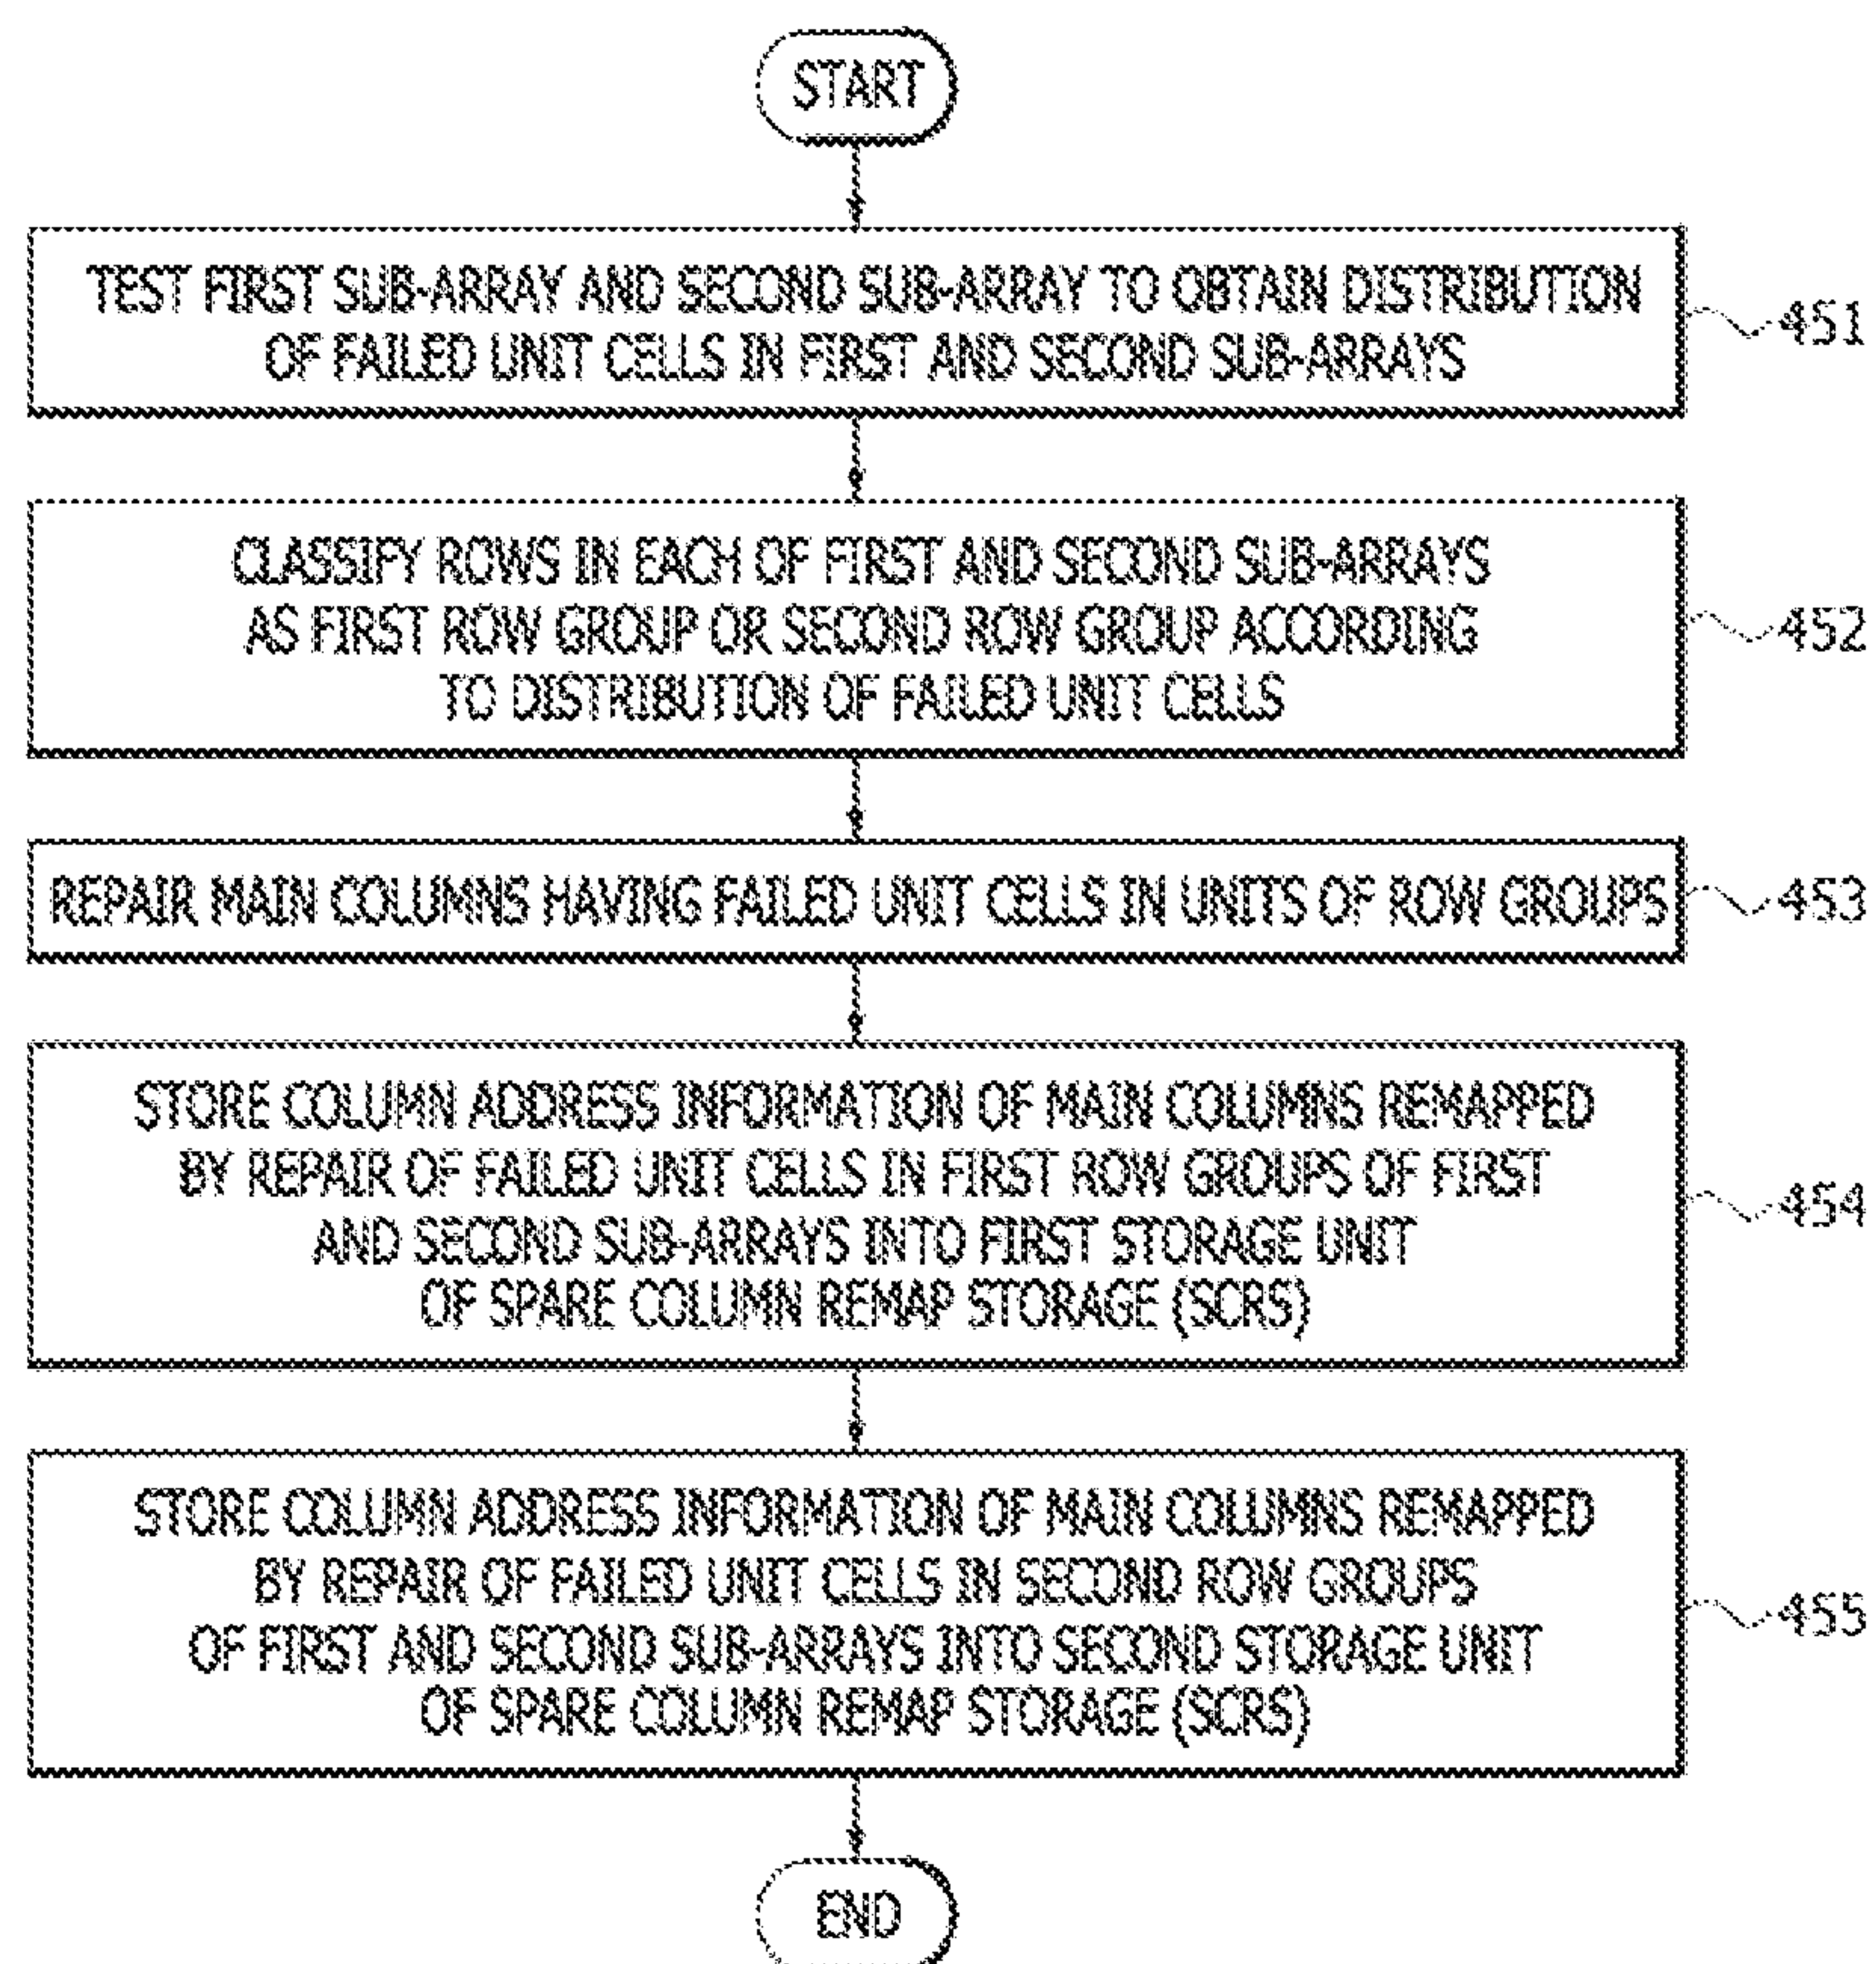 START
TEST FIRST SUB-ARRAY AND SECOND SUB-ARRAY TO OBTAIN DISTRIBUTION
OF FAILED UNIT CELLS IN FIRST AND SECOND SUB-ARRAYS
451
CLASSIFY ROWS IN EACH OF FIRST AND SECOND SUB-ARRAYS
AS FIRST ROW GROUP OR SECOND ROW GROUP ACCORDING
TO DISTRIBUTION OF FAILED UNIT CELLS
452
REPAIR MAIN COLUMNS HAVING FAILED UNIT CELLS IN UNITS OF ROW GROUPS
453
STORE COLUMN ADDRESS INFORMATION OF MAIN COLUMNS REMAPPED
BY REPAIR OF FAILED UNIT CELLS IN FIRST ROW GROUPS OF FIRST
AND SECOND SUB-ARRAYS INTO FIRST STORAGE UNIT
OF SPARE COLUMN REMAP STORAGE (SCRS)
454
STORE COLUMN ADDRESS INFORMATION OF MAIN COLUMNS REMAPPED
BY REPAIR OF FAILED UNIT CELLS IN SECOND ROW GROUPS
OF FIRST AND SECOND SUB-ARRAYS INTO SECOND STORAGE UNIT
OF SPARE COLUMN REMAP STORAGE (SCRS)
455
END